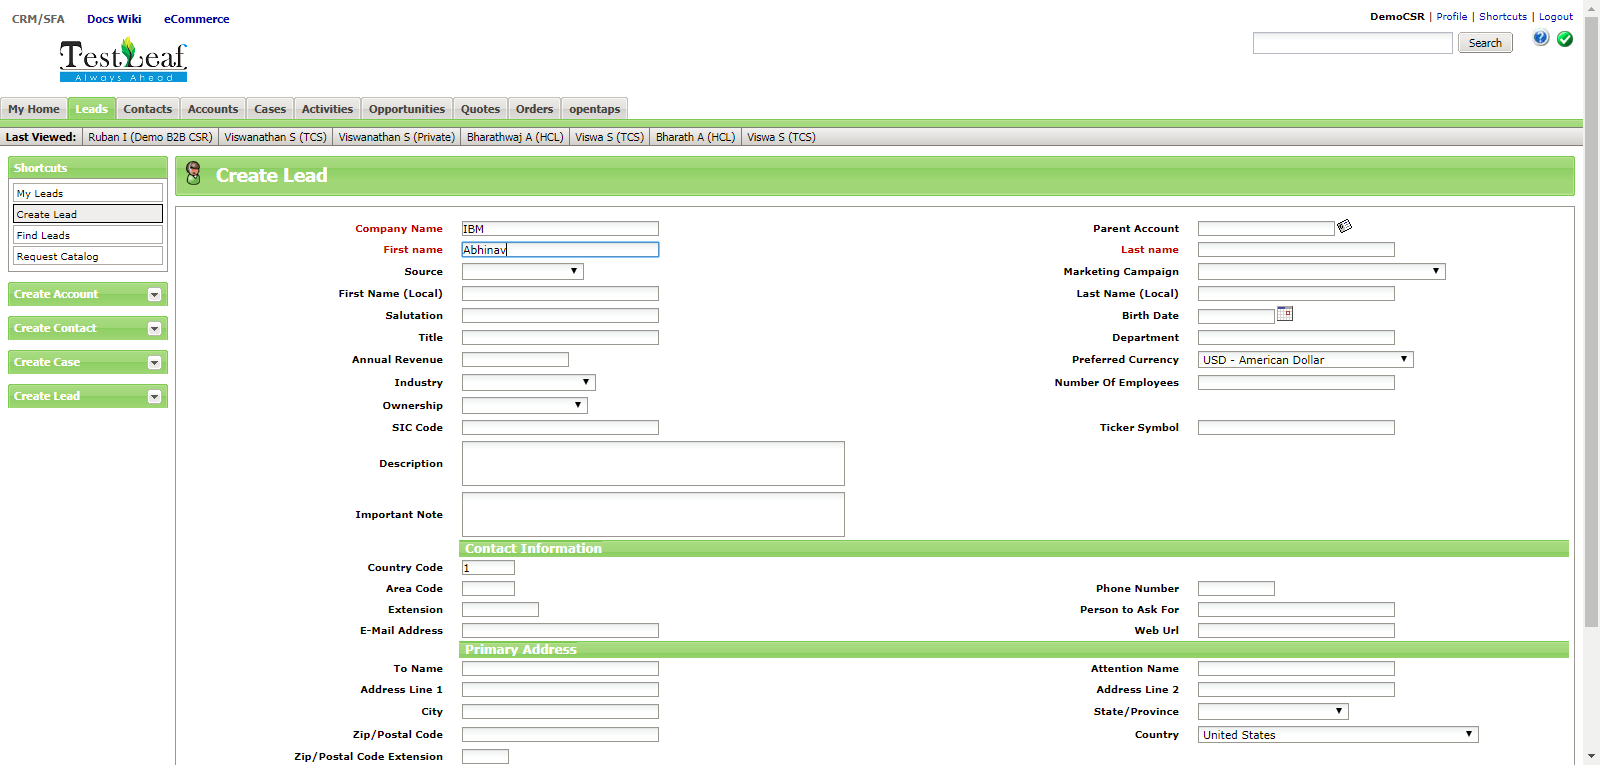 CRM/SFA Docs Wiki eCommerce
DemoCSR | Profile | Shortcuts | Logout
TestLeaf
Always Ahead
Search
My Home Leads Contacts Accounts Cases Activities Opportunities Quotes Orders opentaps
Last Viewed: Ruban I (Demo B2B CSR) Viswanathan S (TCS) Viswanathan S (Private) Bharathwaj A (HCL) Viswa S (TCS) Bharath A (HCL) Viswa S (TCS)
Shortcuts
My Leads
Create Lead
Find Leads
Request Catalog
Create Account
Create Contact
Create Case
Create Lead
Create Lead
Company Name IBM Parent Account
First name Abhinav Last name
Source Marketing Campaign
First Name (Local) Last Name (Local)
Salutation Birth Date
Title Department
Annual Revenue Preferred Currency USD - American Dollar
Industry Number Of Employees
Ownership
SIC Code Ticker Symbol
Description
Important Note
Contact Information
Country Code 1
Area Code Phone Number
Extension Person to Ask For
E-Mail Address Web Url
Primary Address
To Name Attention Name
Address Line 1 Address Line 2
City State/Province
Zip/Postal Code Country United States
Zip/Postal Code Extension